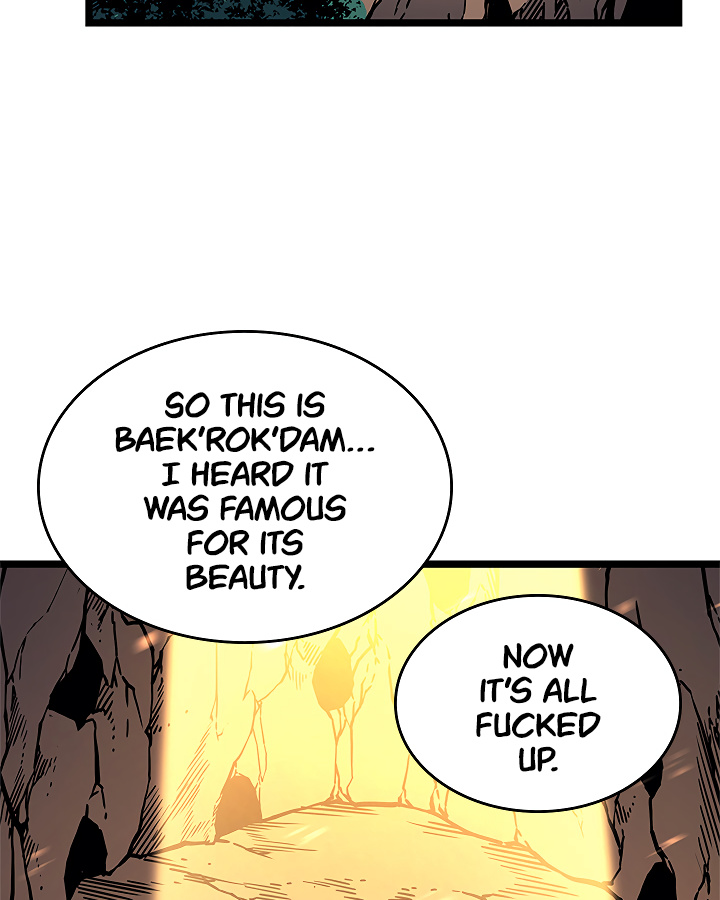 SO THIS IS
BAEK'ROK'DAM...
I HEARD IT
WAS FAMOUS
FOR ITS
BEAUTY.
NOW
IT'S ALL
FUCKED
UP.